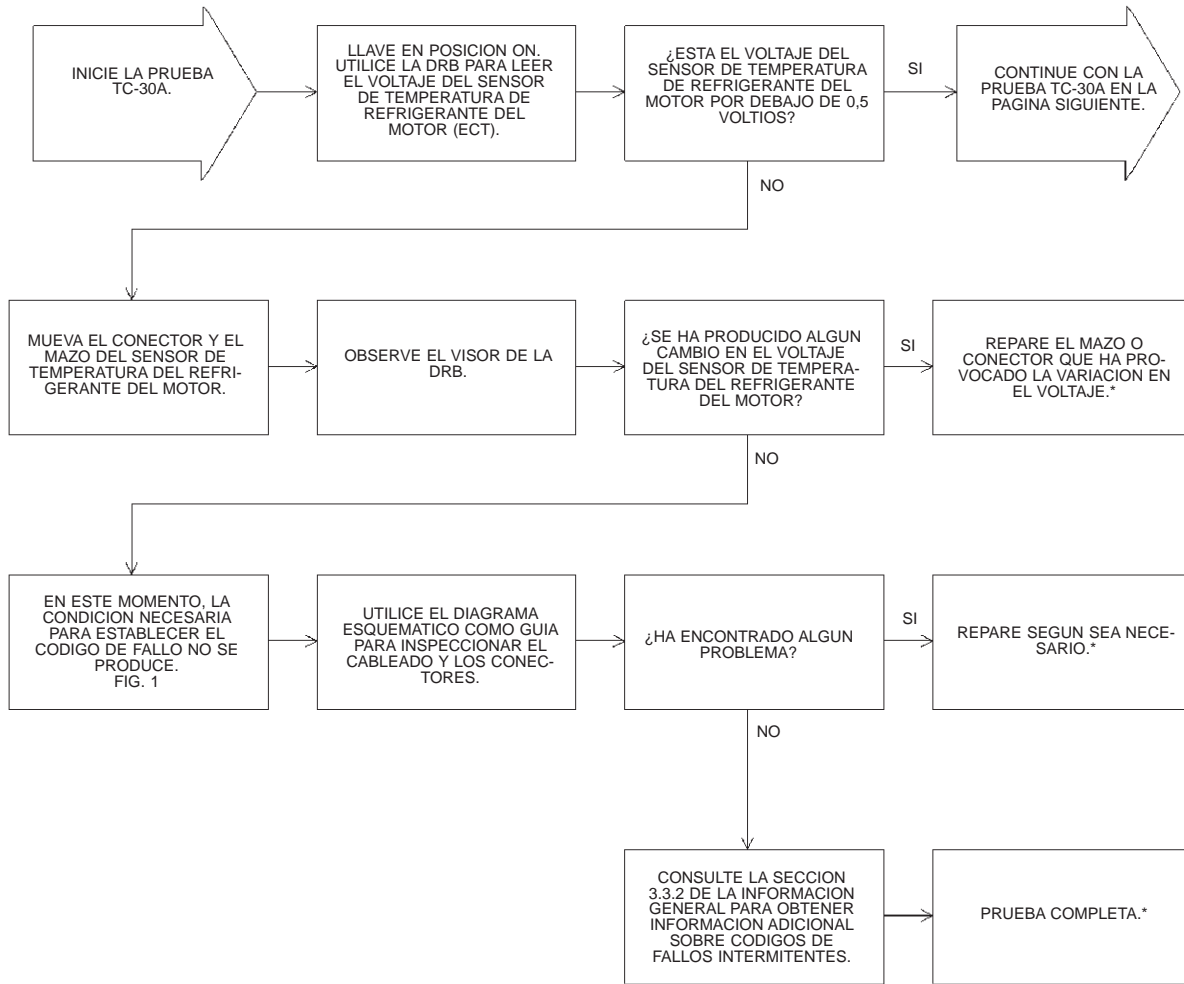 INICIE LA PRUEBA
TC-30A.
LLAVE EN POSICION ON.
UTILICE LA DRB PARA LEER
EL VOLTAJE DEL SENSOR
DE TEMPERATURA DE
REFRIGERANTE DEL
MOTOR (ECT).
¿ESTA EL VOLTAJE DEL
SENSOR DE TEMPERATURA
DE REFRIGERANTE DEL
MOTOR POR DEBAJO DE 0,5
VOLTIOS?
SI
CONTINUE CON LA
PRUEBA TC-30A EN LA
PAGINA SIGUIENTE.
NO
MUEVA EL CONECTOR Y EL
MAZO DEL SENSOR DE
TEMPERATURA DEL REFRI-
GERANTE DEL MOTOR.
OBSERVE EL VISOR DE LA
DRB.
¿SE HA PRODUCIDO ALGUN
CAMBIO EN EL VOLTAJE
DEL SENSOR DE TEMPERA-
TURA DEL REFRIGERANTE
DEL MOTOR?
SI
REPARE EL MAZO O
CONECTOR QUE HA PRO-
VOCADO LA VARIACION EN
EL VOLTAJE.*
NO
EN ESTE MOMENTO, LA
CONDICION NECESARIA
PARA ESTABLECER EL
CODIGO DE FALLO NO SE
PRODUCE.
FIG. 1
UTILICE EL DIAGRAMA
ESQUEMATICO COMO GUIA
PARA INSPECCIONAR EL
CABLEADO Y LOS CONEC-
TORES.
¿HA ENCONTRADO ALGUN
PROBLEMA?
SI
REPARE SEGUN SEA NECE-
SARIO.*
NO
CONSULTE LA SECCION
3.3.2 DE LA INFORMACION
GENERAL PARA OBTENER
INFORMACION ADICIONAL
SOBRE CODIGOS DE
FALLOS INTERMITENTES.
PRUEBA COMPLETA.*